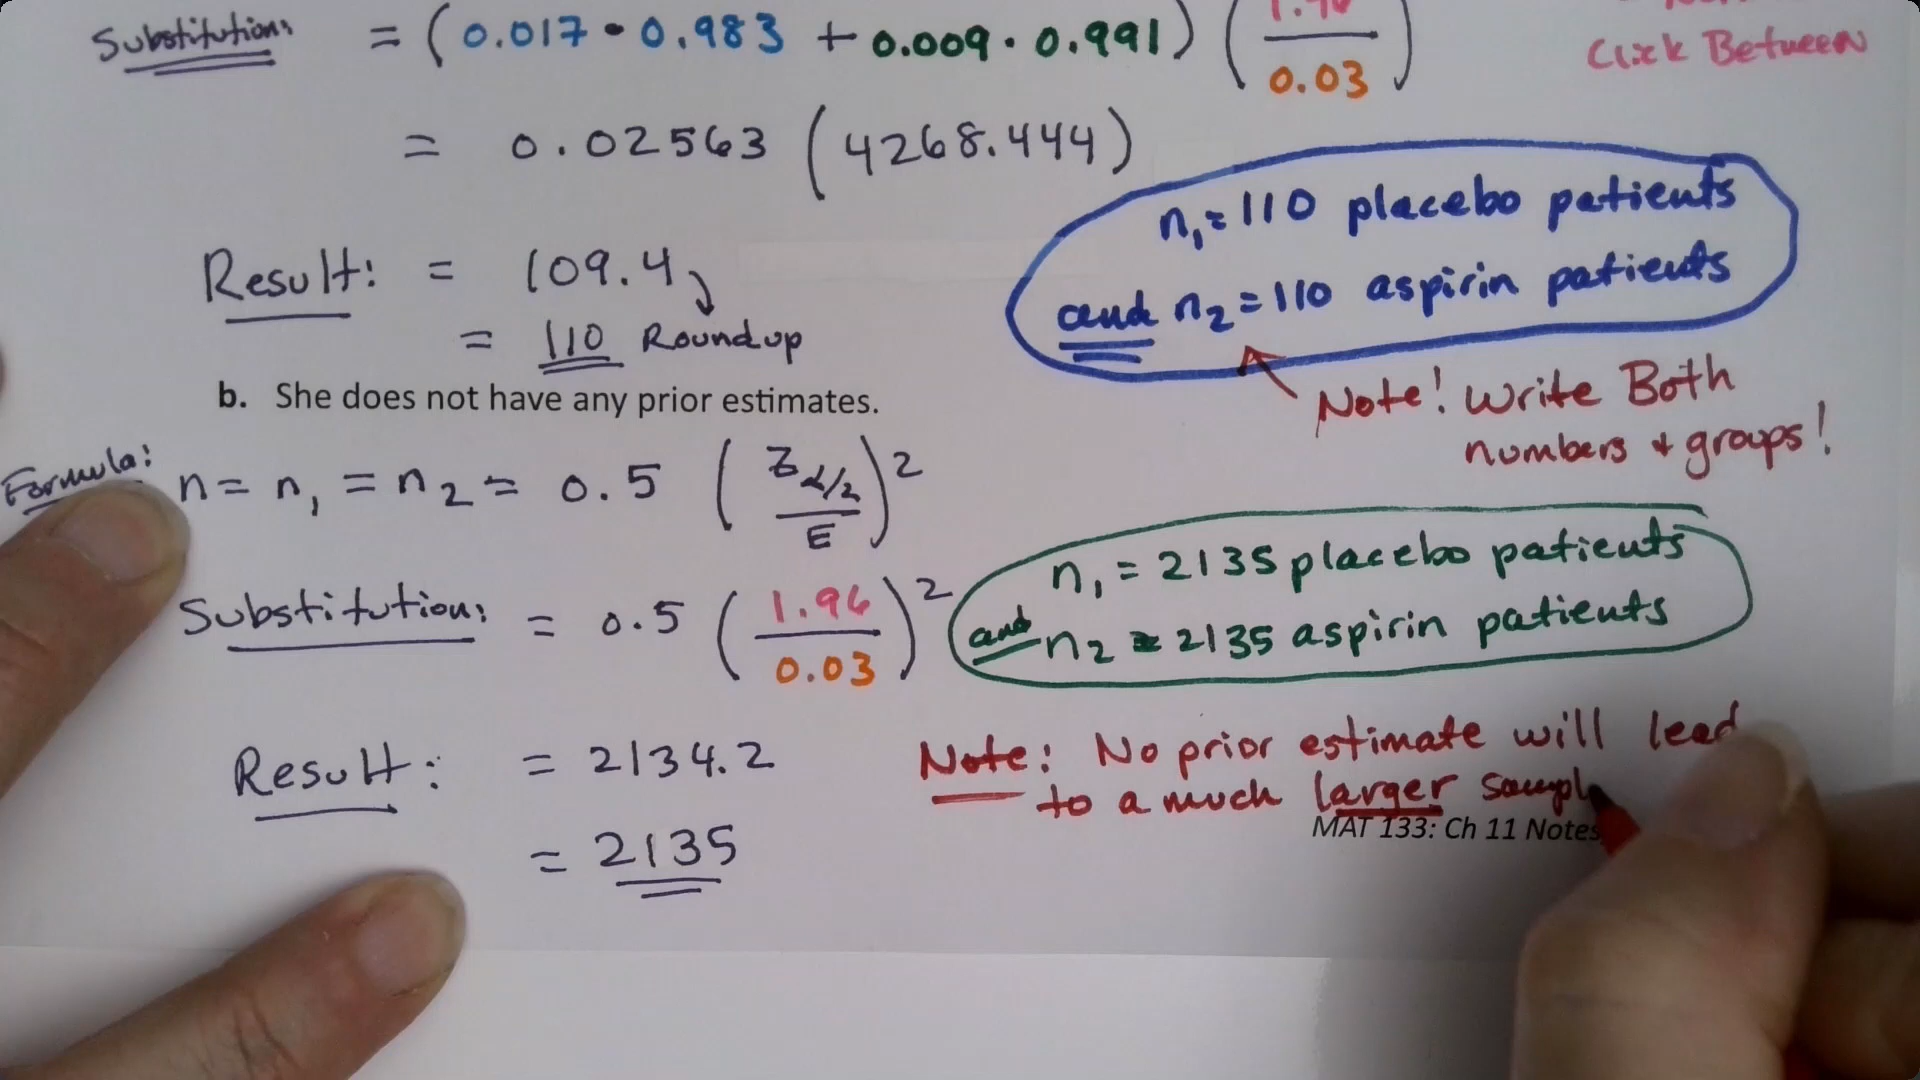 Substitution: = (0.017 • 0.983 + 0.009 · 0.991) (1.96/0.03)
Click Between
= 0.02563 (4268.444)
n₁ = 110 placebo patients
and n₂ = 110 aspirin patients
Result: = 109.4
= 110 Round up
Note! Write Both
numbers & groups!
b. She does not have any prior estimates.
Formula: n = n₁ = n₂ = 0.5 (Zα/2/E)²
n₁ = 2135 placebo patients
and n₂ = 2135 aspirin patients
Substitution: = 0.5 (1.96/0.03)²
Result: = 2134.2
= 2135
Note: No prior estimate will lead
to a much larger sampl
MAT 133: Ch 11 Notes